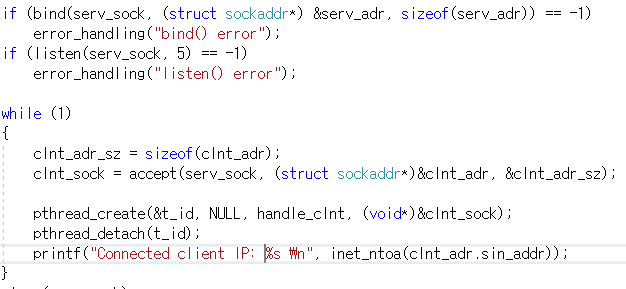 if (bind(serv_sock, (struct sockaddr*) &serv_adr, sizeof(serv_adr)) == -1)
    error_handling("bind() error");
if (listen(serv_sock, 5) == -1)
    error_handling("listen() error");

while (1)
{
    clnt_adr_sz = sizeof(clnt_adr);
    clnt_sock = accept(serv_sock, (struct sockaddr*)&clnt_adr, &clnt_adr_sz);

    pthread_create(&t_id, NULL, handle_clnt, (void*)&clnt_sock);
    pthread_detach(t_id);
    printf("Connected client IP: %s ₩n", inet_ntoa(clnt_adr.sin_addr));
}